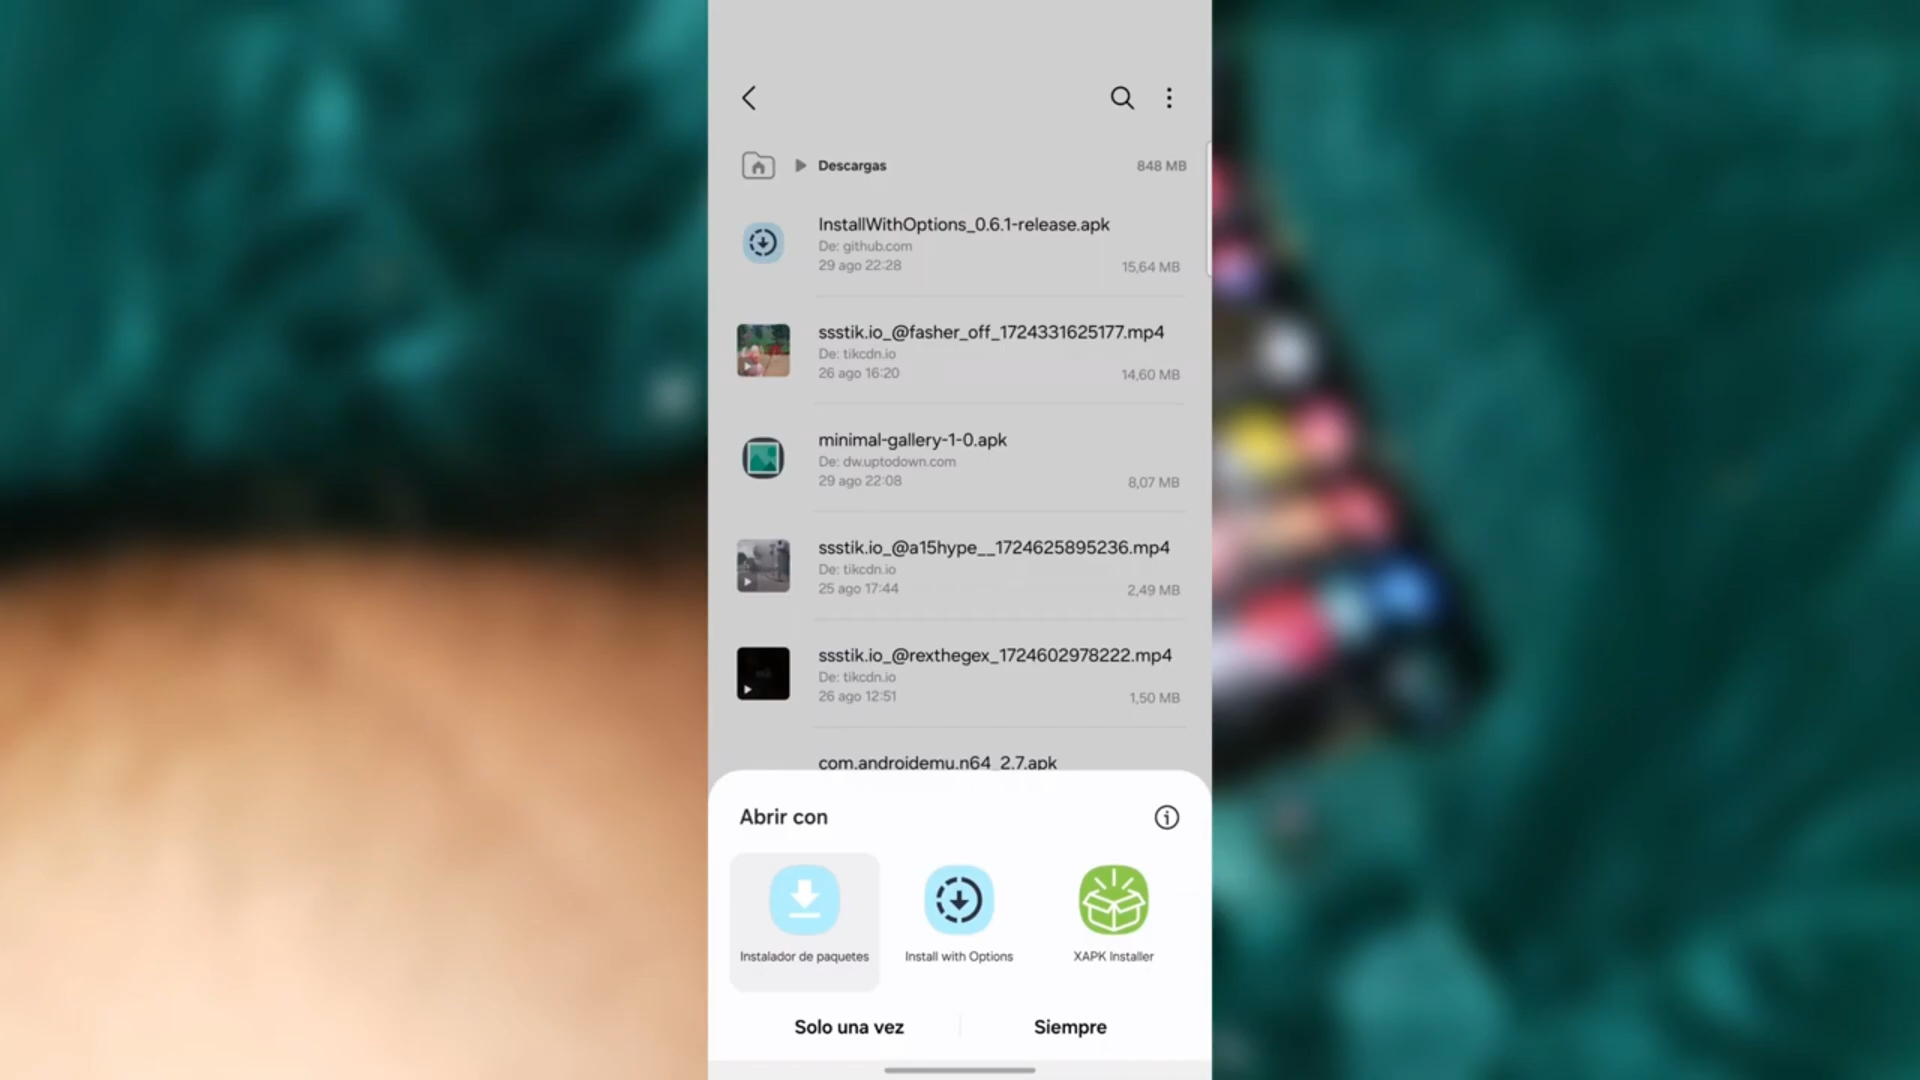 Descargas
848 MB
InstallWithOptions_0.6.1-release.apk
De: github.com
29 ago 22:28
15,64 MB
ssstik.io_@fasher_off_1724331625177.mp4
De: tikcdn.io
26 ago 16:20
14,60 MB
minimal-gallery-1-0.apk
De: dw.uptodown.com
29 ago 22:08
8,07 MB
ssstik.io_@a15hype__1724625895236.mp4
De: tikcdn.io
25 ago 17:44
2,49 MB
ssstik.io_@rexthegex_1724602978222.mp4
De: tikcdn.io
26 ago 12:51
1,50 MB
com.androidemu.n64_2.7.apk
Abrir con
Instalador de paquetes
Install with Options
XAPK Installer
Solo una vez
Siempre